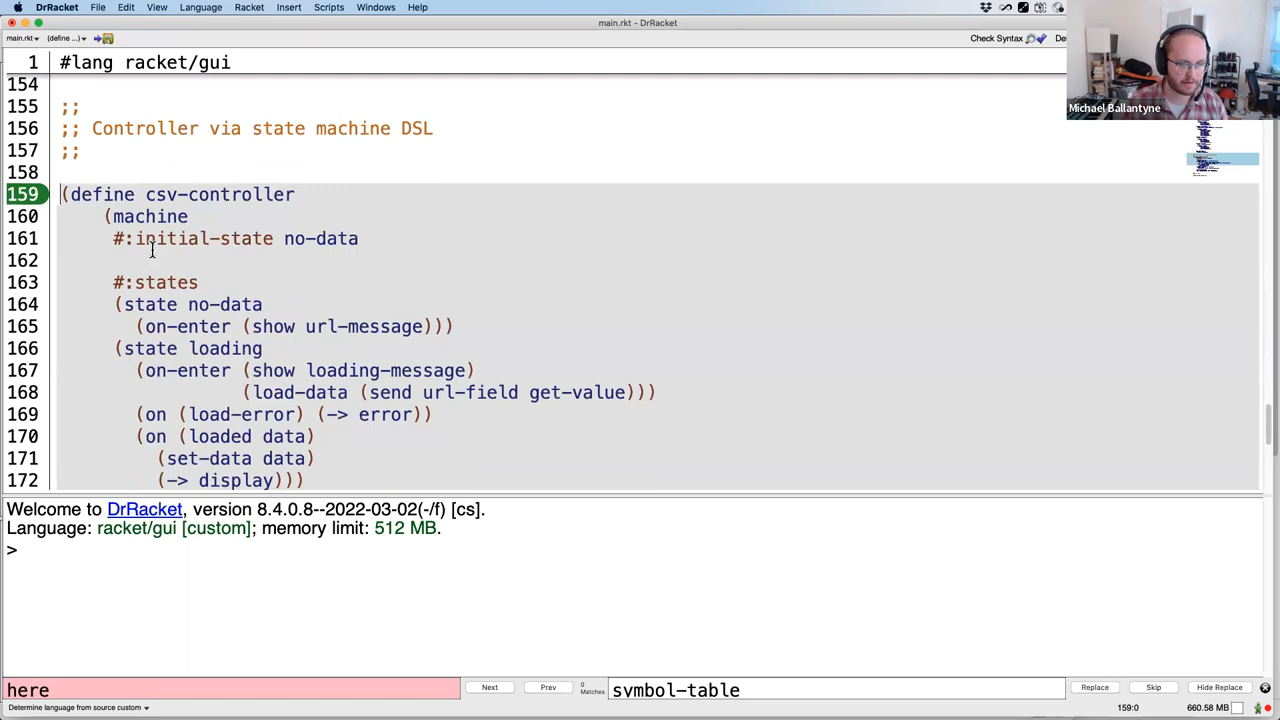 DrRacket File Edit View Language Racket Insert Scripts Windows Help
main.rkt - DrRacket
main.rkt (define ...) Check Syntax
Michael Ballantyne
1 #lang racket/gui
154
155 ;;
156 ;; Controller via state machine DSL
157 ;;
158
159 (define csv-controller
160 (machine
161 #:initial-state no-data
162
163 #:states
164 (state no-data
165 (on-enter (show url-message)))
166 (state loading
167 (on-enter (show loading-message)
168 (load-data (send url-field get-value)))
169 (on (load-error) (-> error))
170 (on (loaded data)
171 (set-data data)
172 (-> display)))
Welcome to DrRacket, version 8.4.0.8--2022-03-02(-/f) [cs].
Language: racket/gui [custom]; memory limit: 512 MB.
>
here Next Prev 0 Matches symbol-table Replace Skip Hide Replace
Determine language from source custom 159:0 660.58 MB